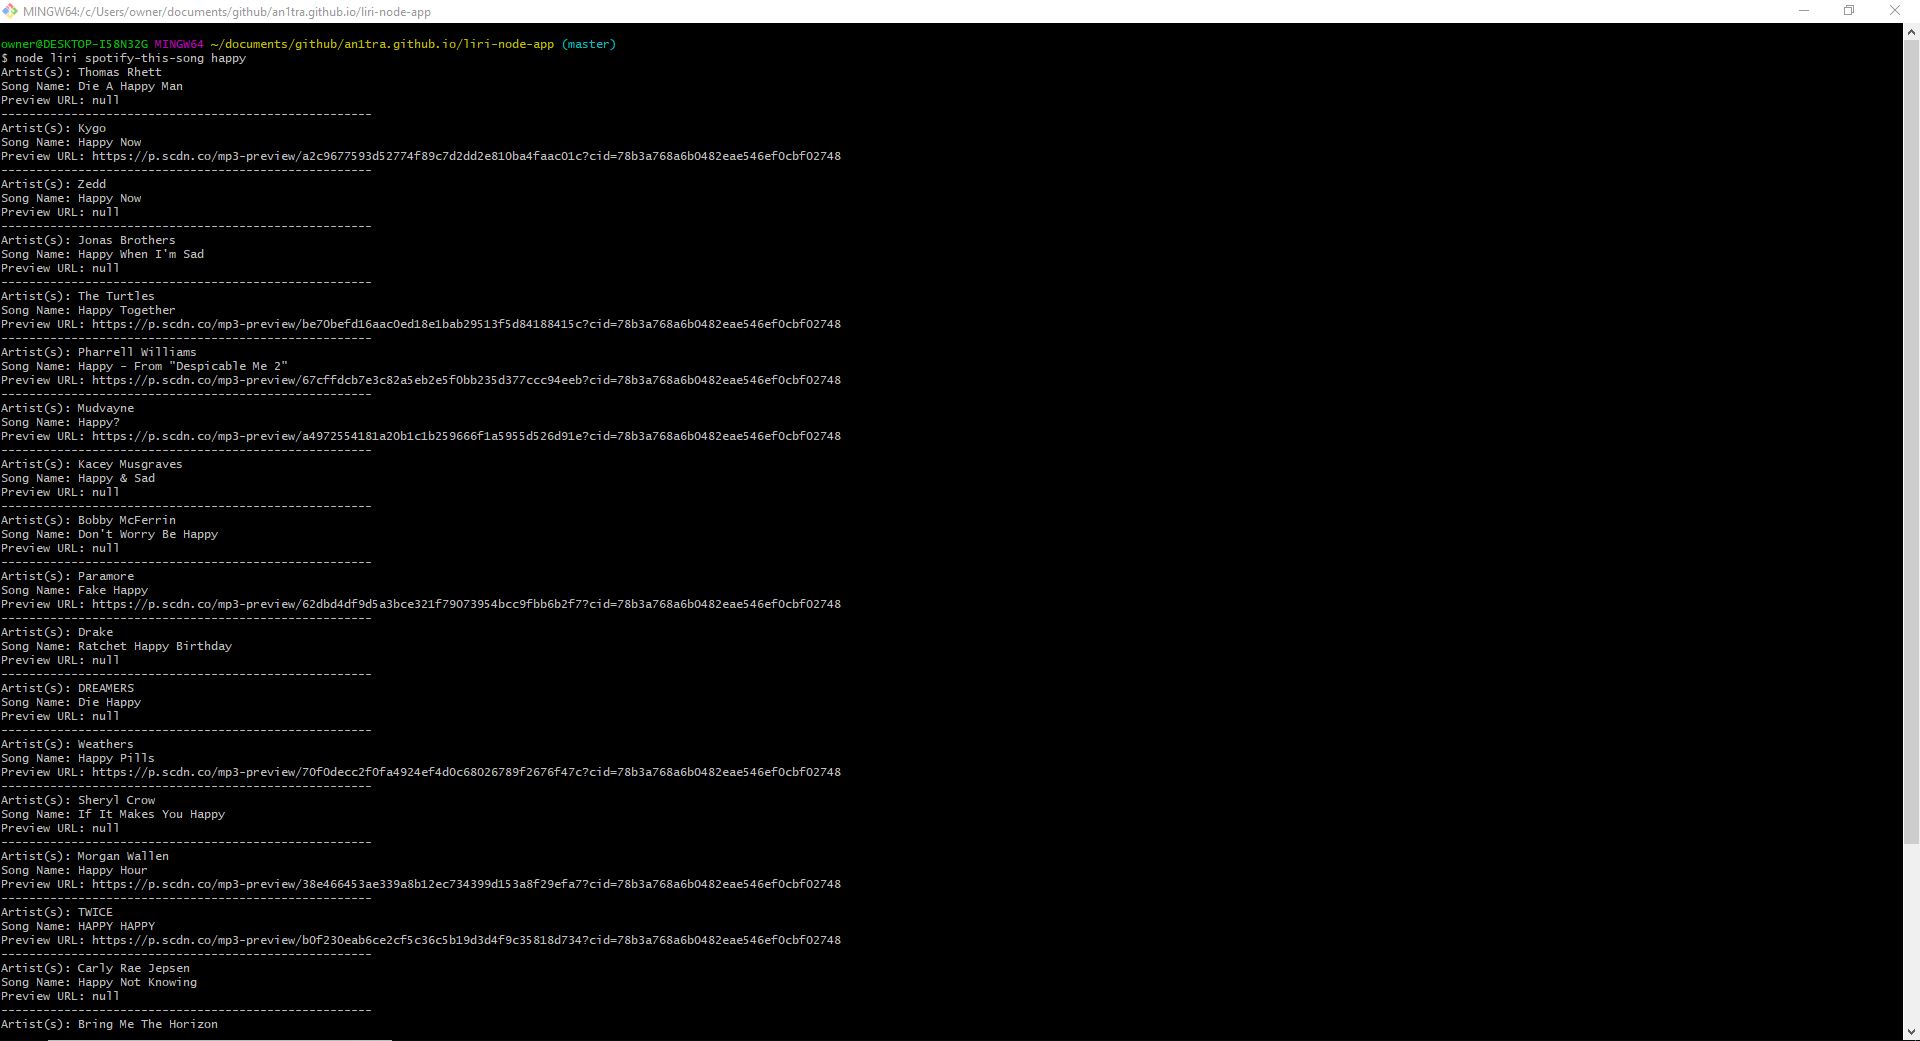 MINGW64:/c/Users/owner/documents/github/an1tra.github.io/liri-node-app
owner@DESKTOP-I58N32G MINGW64 ~/documents/github/an1tra.github.io/liri-node-app (master)
$ node liri spotify-this-song happy
Artist(s): Thomas Rhett
Song Name: Die A Happy Man
Preview URL: null
-----------------------------------------------------
Artist(s): Kygo
Song Name: Happy Now
Preview URL: https://p.scdn.co/mp3-preview/a2c9677593d52774f89c7d2dd2e810ba4faac01c?cid=78b3a768a6b0482eae546ef0cbf02748
-----------------------------------------------------
Artist(s): Zedd
Song Name: Happy Now
Preview URL: null
-----------------------------------------------------
Artist(s): Jonas Brothers
Song Name: Happy When I'm Sad
Preview URL: null
-----------------------------------------------------
Artist(s): The Turtles
Song Name: Happy Together
Preview URL: https://p.scdn.co/mp3-preview/be70befd16aac0ed18e1bab29513f5d84188415c?cid=78b3a768a6b0482eae546ef0cbf02748
-----------------------------------------------------
Artist(s): Pharrell Williams
Song Name: Happy - From "Despicable Me 2"
Preview URL: https://p.scdn.co/mp3-preview/67cffdcb7e3c82a5eb2e5f0bb235d377ccc94eeb?cid=78b3a768a6b0482eae546ef0cbf02748
-----------------------------------------------------
Artist(s): Mudvayne
Song Name: Happy?
Preview URL: https://p.scdn.co/mp3-preview/a4972554181a20b1c1b259666f1a5955d526d91e?cid=78b3a768a6b0482eae546ef0cbf02748
-----------------------------------------------------
Artist(s): Kacey Musgraves
Song Name: Happy & Sad
Preview URL: null
-----------------------------------------------------
Artist(s): Bobby McFerrin
Song Name: Don't Worry Be Happy
Preview URL: null
-----------------------------------------------------
Artist(s): Paramore
Song Name: Fake Happy
Preview URL: https://p.scdn.co/mp3-preview/62dbd4df9d5a3bce321f79073954bcc9fbb6b2f7?cid=78b3a768a6b0482eae546ef0cbf02748
-----------------------------------------------------
Artist(s): Drake
Song Name: Ratchet Happy Birthday
Preview URL: null
-----------------------------------------------------
Artist(s): DREAMERS
Song Name: Die Happy
Preview URL: null
-----------------------------------------------------
Artist(s): Weathers
Song Name: Happy Pills
Preview URL: https://p.scdn.co/mp3-preview/70f0decc2f0fa4924ef4d0c68026789f2676f47c?cid=78b3a768a6b0482eae546ef0cbf02748
-----------------------------------------------------
Artist(s): Sheryl Crow
Song Name: If It Makes You Happy
Preview URL: null
-----------------------------------------------------
Artist(s): Morgan Wallen
Song Name: Happy Hour
Preview URL: https://p.scdn.co/mp3-preview/38e466453ae339a8b12ec734399d153a8f29efa7?cid=78b3a768a6b0482eae546ef0cbf02748
-----------------------------------------------------
Artist(s): TWICE
Song Name: HAPPY HAPPY
Preview URL: https://p.scdn.co/mp3-preview/b0f230eab6ce2cf5c36c5b19d3d4f9c35818d734?cid=78b3a768a6b0482eae546ef0cbf02748
-----------------------------------------------------
Artist(s): Carly Rae Jepsen
Song Name: Happy Not Knowing
Preview URL: null
-----------------------------------------------------
Artist(s): Bring Me The Horizon